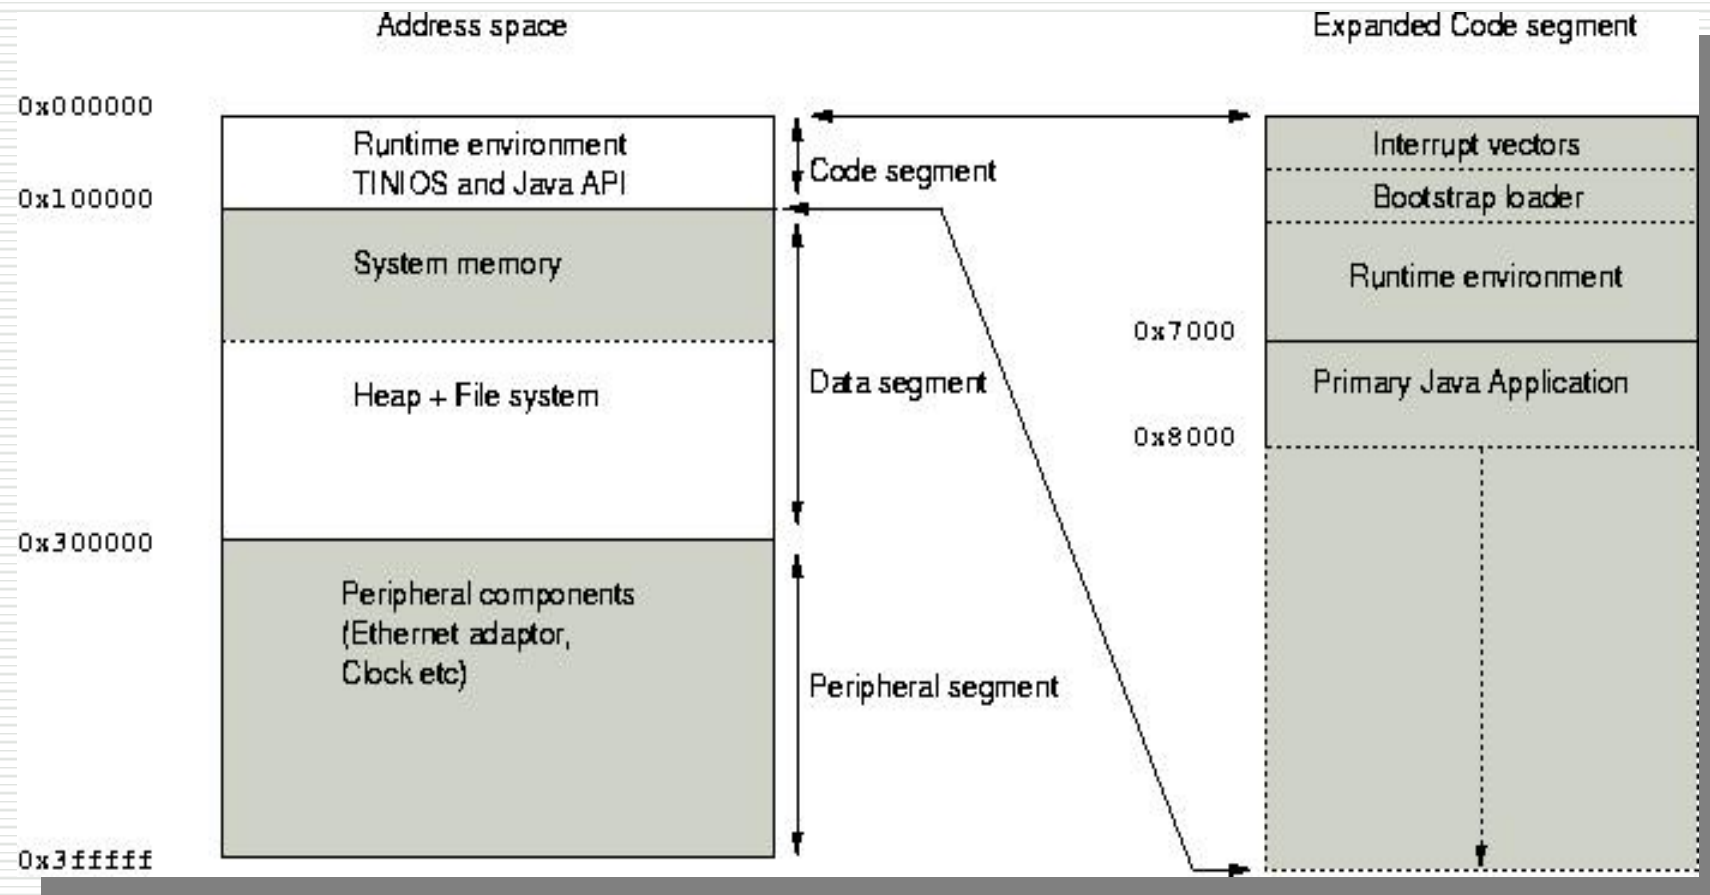 Address space
Expanded Code segment
0x000000
0x100000
0x300000
0x3fffff
Runtime environment
TINIOS and Java API
System memory
Heap + File system
Peripheral components
(Ethernet adaptor,
Clock etc)
Code segment
Data segment
Peripheral segment
Interrupt vectors
Bootstrap loader
Runtime environment
0x7000
Primary Java Application
0x8000